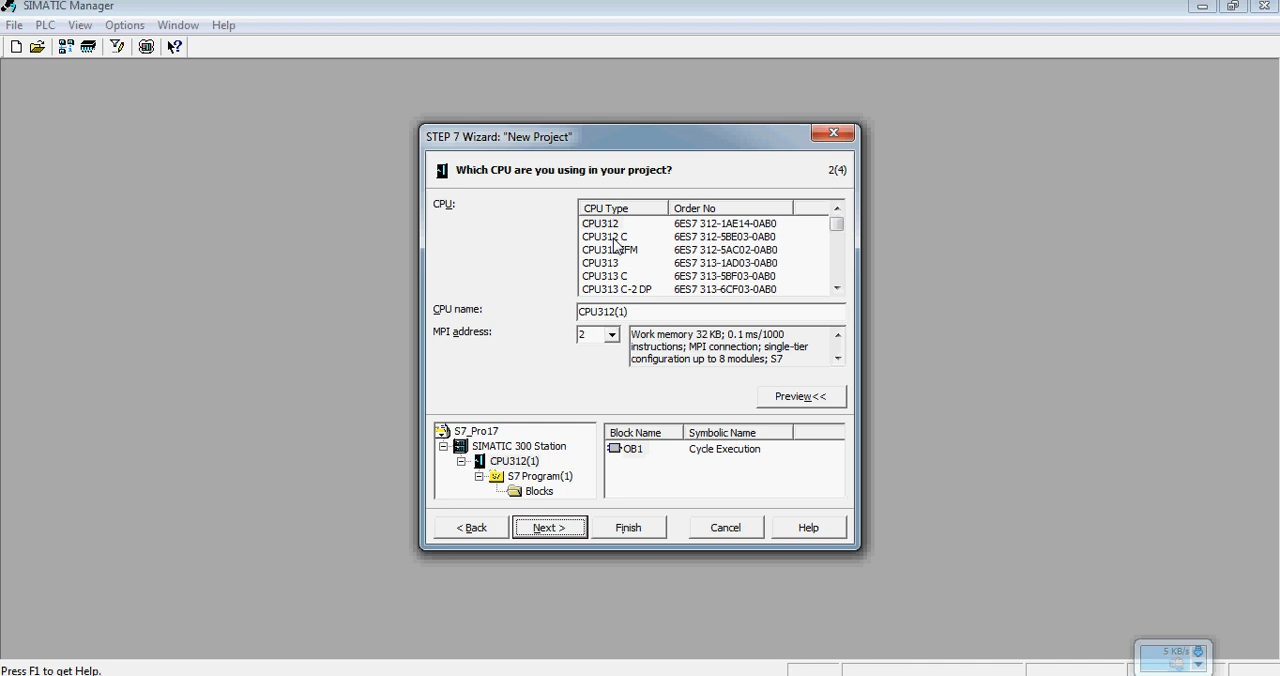 SIMATIC Manager
File PLC View Options Window Help
STEP 7 Wizard: "New Project"
Which CPU are you using in your project? 2(4)
CPU:
CPU Type Order No
CPU312 6ES7 312-1AE14-0AB0
CPU312 C 6ES7 312-5BE03-0AB0
6ES7 312-5AC02-0AB0
CPU313 6ES7 313-1AD03-0AB0
CPU313 C 6ES7 313-5BF03-0AB0
CPU313 C-2 DP 6ES7 313-6CF03-0AB0
CPU name: CPU312(1)
MPI address: 2
Work memory 32 KB; 0.1 ms/1000
instructions; MPI connection; single-tier
configuration up to 8 modules; S7
Preview<<
S7_Pro17
SIMATIC 300 Station
CPU312(1)
S7 Program(1)
Blocks
Block Name Symbolic Name
OB1 Cycle Execution
< Back Next > Finish Cancel Help
5 KB/s
Press F1 to get Help.